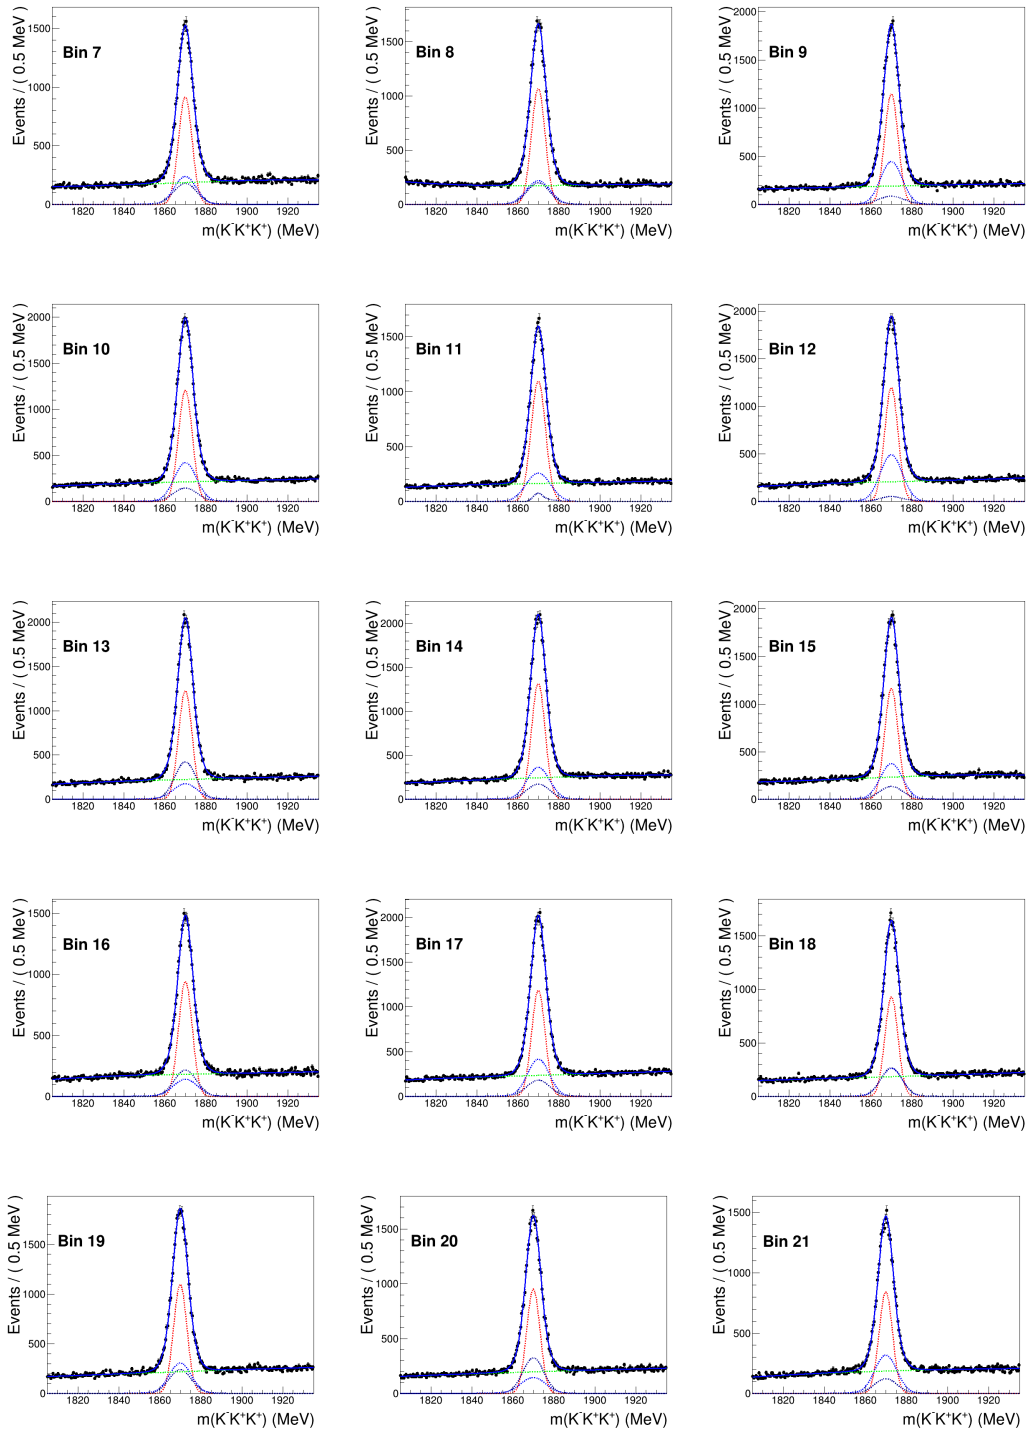 Events / ( 0.5 MeV )
1500
1000
500
0
Bin 7
1820 1840 1860 1880 1900 1920
m(K⁻K⁺K⁺) (MeV)
Events / ( 0.5 MeV )
1500
1000
500
0
Bin 8
1820 1840 1860 1880 1900 1920
m(K⁻K⁺K⁺) (MeV)
Events / ( 0.5 MeV )
2000
1500
1000
500
0
Bin 9
1820 1840 1860 1880 1900 1920
m(K⁻K⁺K⁺) (MeV)
Events / ( 0.5 MeV )
2000
1500
1000
500
0
Bin 10
1820 1840 1860 1880 1900 1920
m(K⁻K⁺K⁺) (MeV)
Events / ( 0.5 MeV )
1500
1000
500
0
Bin 11
1820 1840 1860 1880 1900 1920
m(K⁻K⁺K⁺) (MeV)
Events / ( 0.5 MeV )
2000
1500
1000
500
0
Bin 12
1820 1840 1860 1880 1900 1920
m(K⁻K⁺K⁺) (MeV)
Events / ( 0.5 MeV )
2000
1500
1000
500
0
Bin 13
1820 1840 1860 1880 1900 1920
m(K⁻K⁺K⁺) (MeV)
Events / ( 0.5 MeV )
2000
1500
1000
500
0
Bin 14
1820 1840 1860 1880 1900 1920
m(K⁻K⁺K⁺) (MeV)
Events / ( 0.5 MeV )
2000
1500
1000
500
0
Bin 15
1820 1840 1860 1880 1900 1920
m(K⁻K⁺K⁺) (MeV)
Events / ( 0.5 MeV )
1500
1000
500
0
Bin 16
1820 1840 1860 1880 1900 1920
m(K⁻K⁺K⁺) (MeV)
Events / ( 0.5 MeV )
2000
1500
1000
500
0
Bin 17
1820 1840 1860 1880 1900 1920
m(K⁻K⁺K⁺) (MeV)
Events / ( 0.5 MeV )
1500
1000
500
0
Bin 18
1820 1840 1860 1880 1900 1920
m(K⁻K⁺K⁺) (MeV)
Events / ( 0.5 MeV )
1500
1000
500
0
Bin 19
1820 1840 1860 1880 1900 1920
m(K⁻K⁺K⁺) (MeV)
Events / ( 0.5 MeV )
1500
1000
500
0
Bin 20
1820 1840 1860 1880 1900 1920
m(K⁻K⁺K⁺) (MeV)
Events / ( 0.5 MeV )
1500
1000
500
0
Bin 21
1820 1840 1860 1880 1900 1920
m(K⁻K⁺K⁺) (MeV)